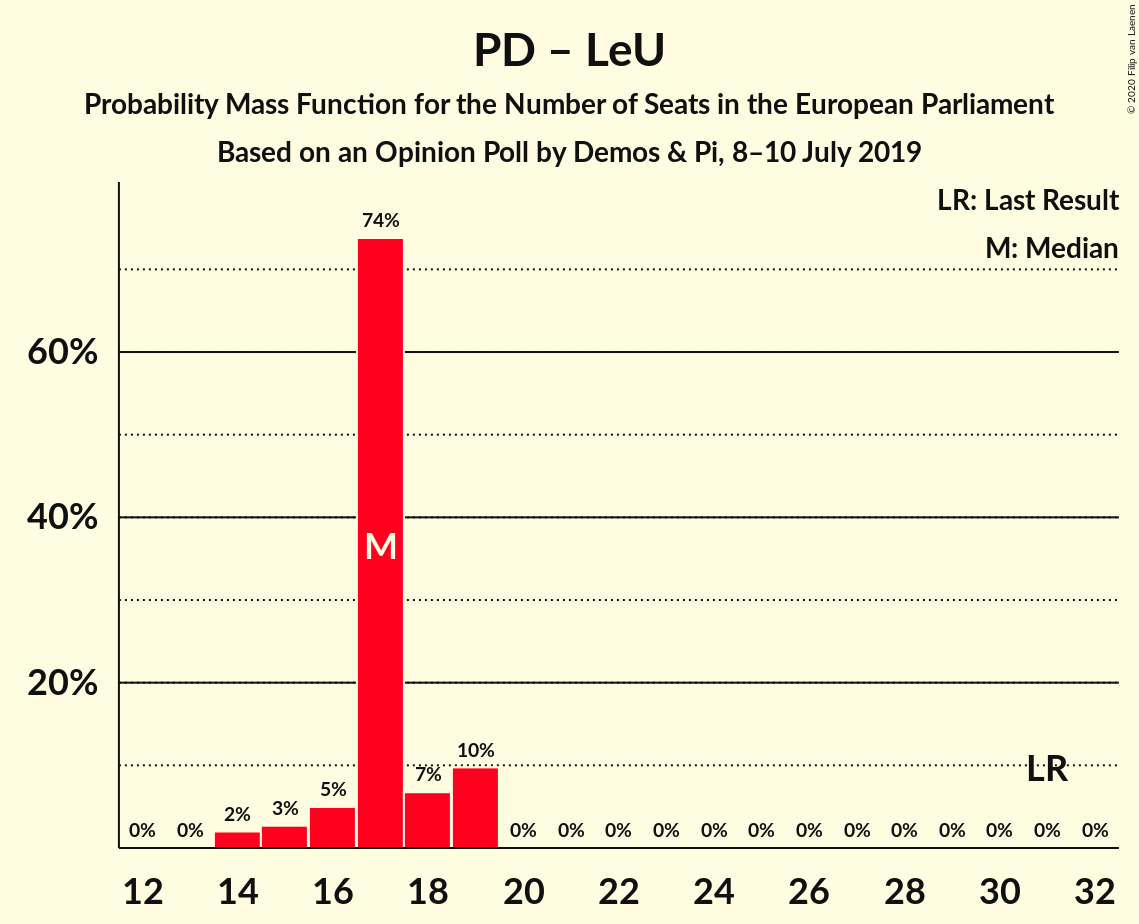 PD – LeU
Probability Mass Function for the Number of Seats in the European Parliament
Based on an Opinion Poll by Demos & Pi, 8–10 July 2019
© 2020 Filip van Laenen
LR: Last Result
M: Median
74%
60%
40%
M
20%
10%
LR
7%
5%
3%
2%
0% 0% 0% 0% 0% 0% 0% 0% 0% 0% 0% 0% 0% 0% 0%
12 14 16 18 20 22 24 26 28 30 32